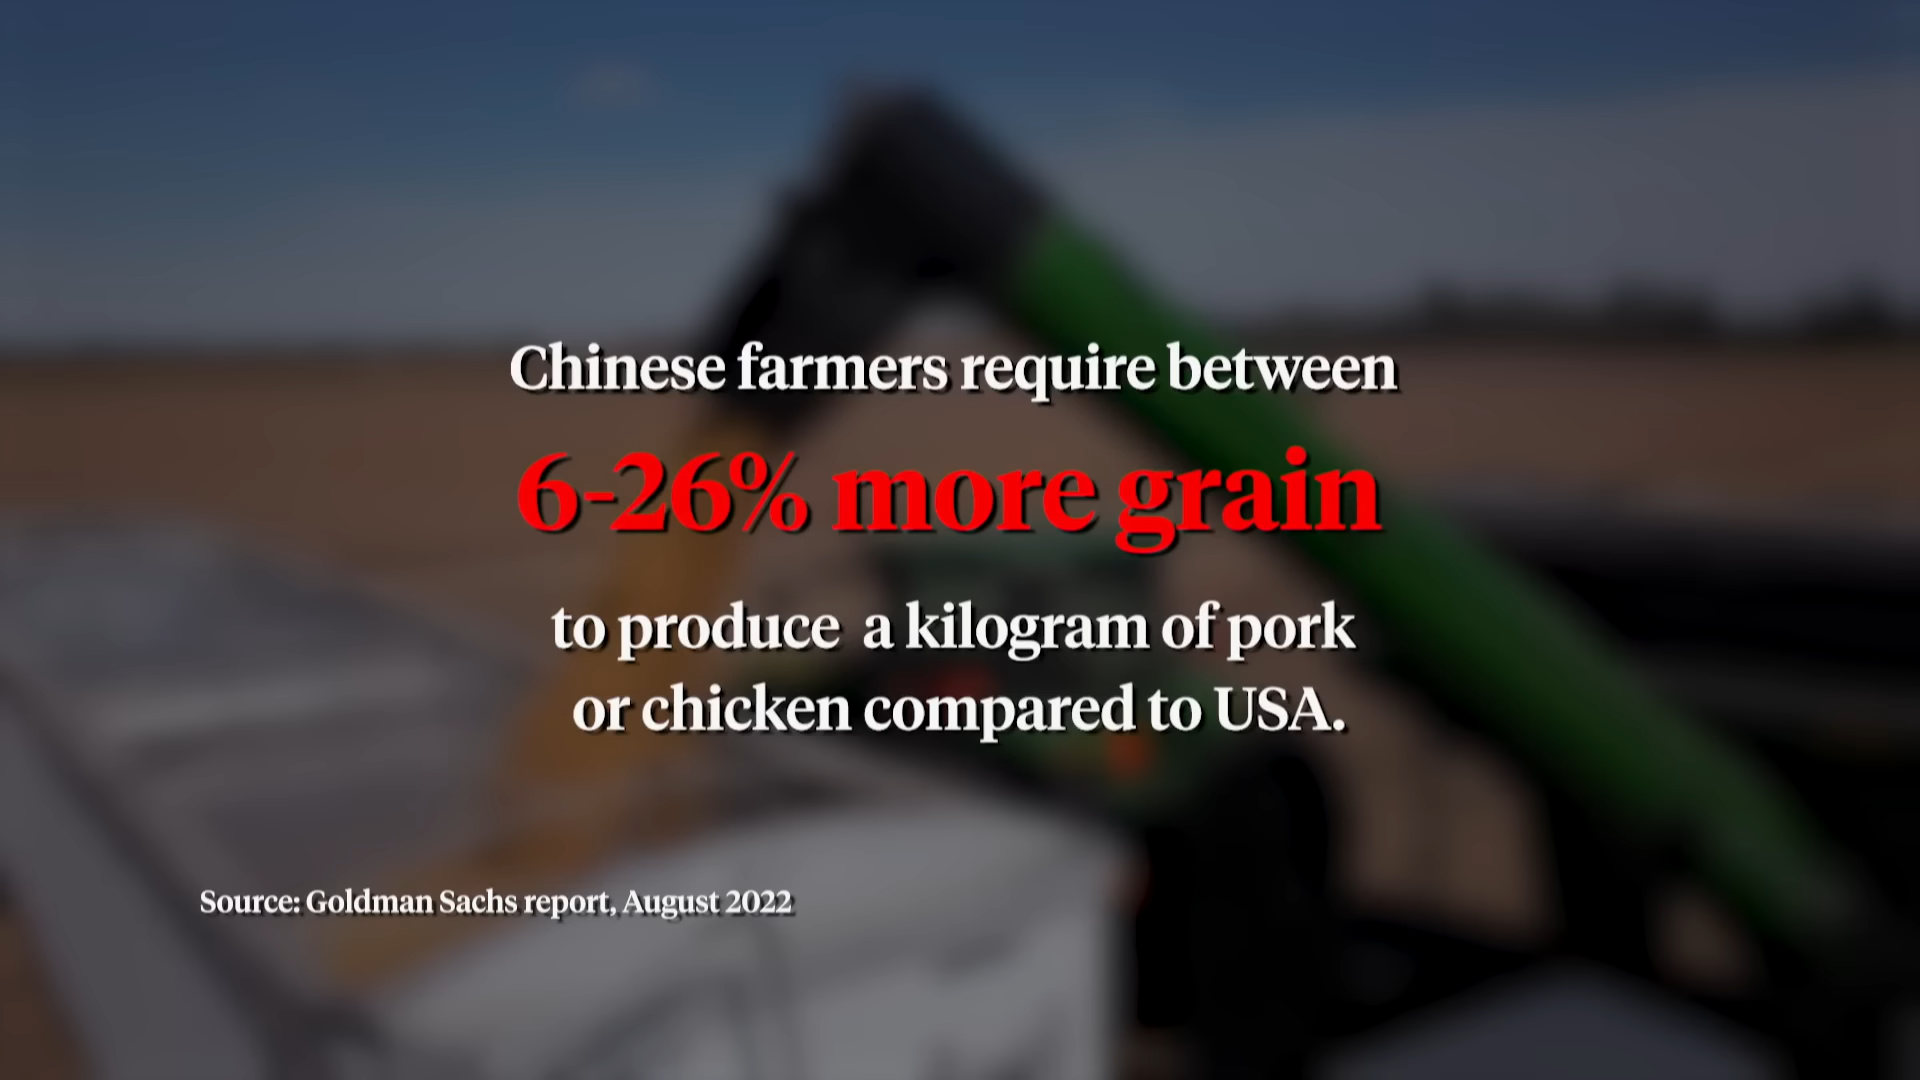 Chinese farmers require between
6-26% more grain
to produce a kilogram of pork
or chicken compared to USA.
Source: Goldman Sachs report, August 2022